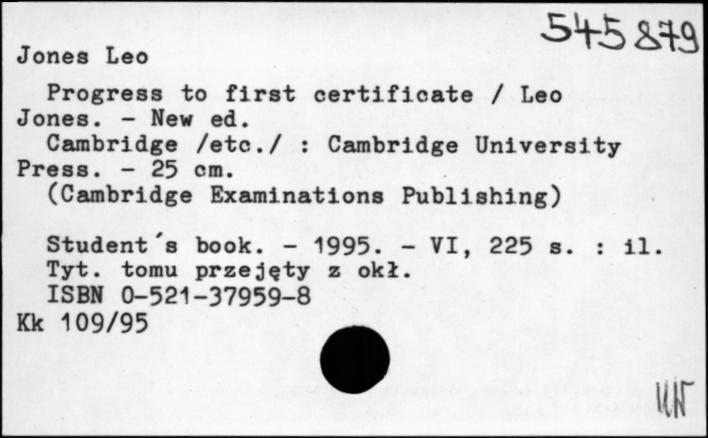 545879
Jones Leo
Progress to first certificate / Leo
Jones. - New ed.
Cambridge /etc./ : Cambridge University
Press. - 25 cm.
(Cambridge Examinations Publishing)
Student´s book. - 1995. - VI, 225 s. : il.
Tyt. tomu przejęty z okł.
ISBN 0-521-37959-8
Kk 109/95